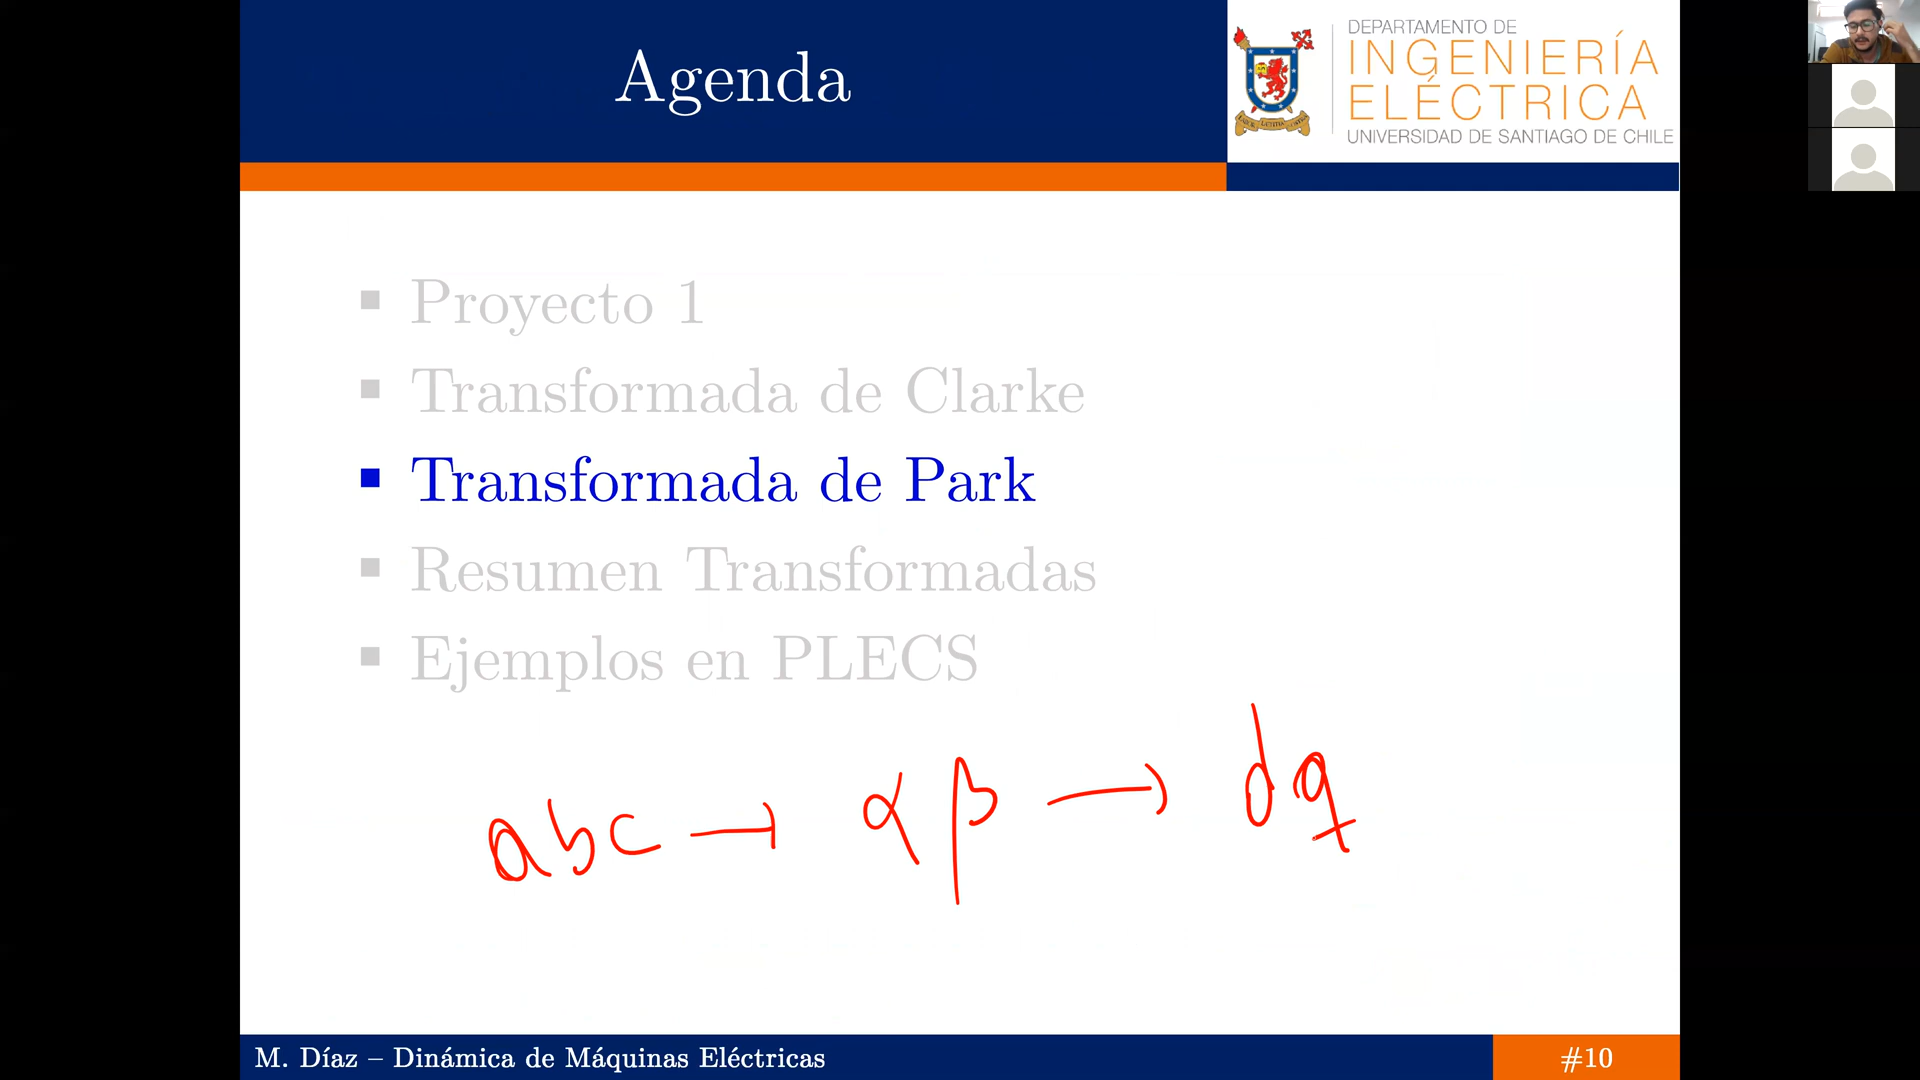 Agenda
DEPARTAMENTO DE
INGENIERÍA
ELÉCTRICA
UNIVERSIDAD DE SANTIAGO DE CHILE
Proyecto 1
Transformada de Clarke
Transformada de Park
Resumen Transformadas
Ejemplos en PLECS
abc → αβ → dq
M. Díaz – Dinámica de Máquinas Eléctricas
#10